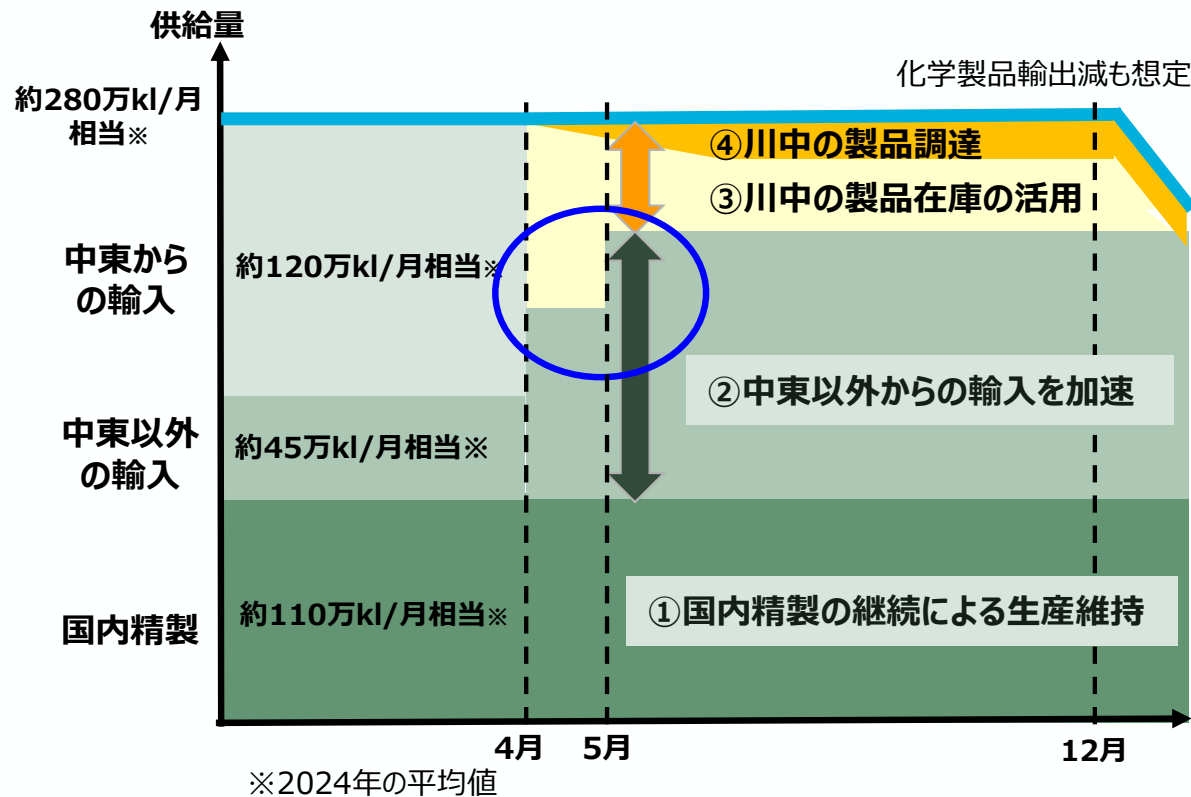 供給量
約280万kl/月
相当※
化学製品輸出減も想定
④川中の製品調達
③川中の製品在庫の活用
中東から
の輸入
約120万kl/月相当※
②中東以外からの輸入を加速
中東以外
の輸入
約45万kl/月相当※
国内精製
約110万kl/月相当※
①国内精製の継続による生産維持
4月
5月
12月
※2024年の平均値